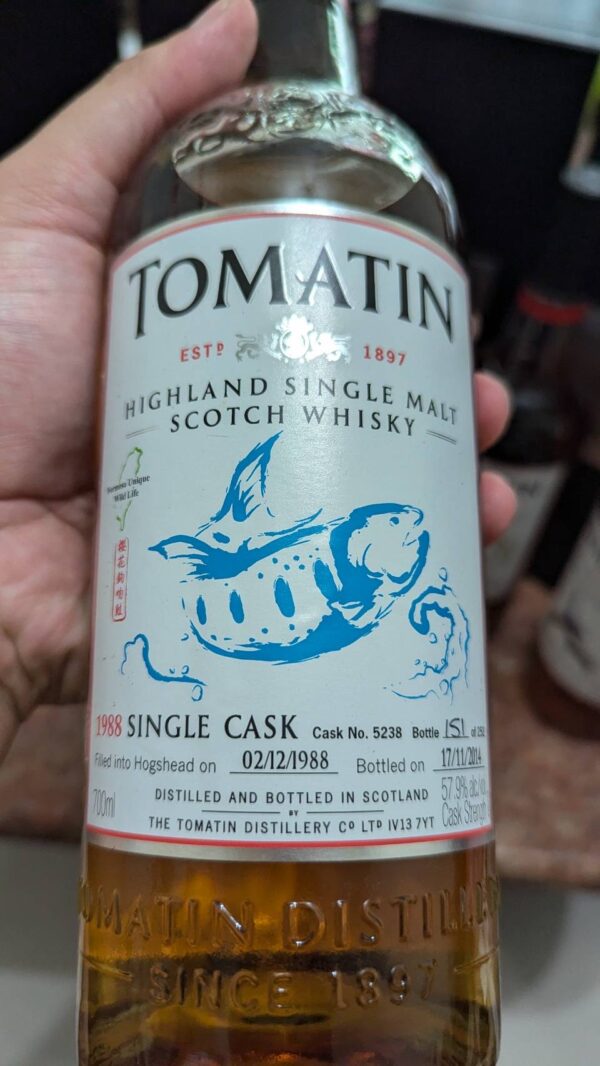 TOMATIN
ESTD 1897
HIGHLAND SINGLE MALT
SCOTCH WHISKY
Formosa Unique
Wild Life
櫻花鉤吻鮭
1988 SINGLE CASK Cask No. 5238 Bottle 151 of 252
Filled into Hogshead on 02/12/1988 Bottled on 17/11/2014
700ml
DISTILLED AND BOTTLED IN SCOTLAND
BY
THE TOMATIN DISTILLERY CO LTD IV13 7YT
57.9% alc/vol
Cask Strength
TOMATIN DISTILLERY
SINCE 1897